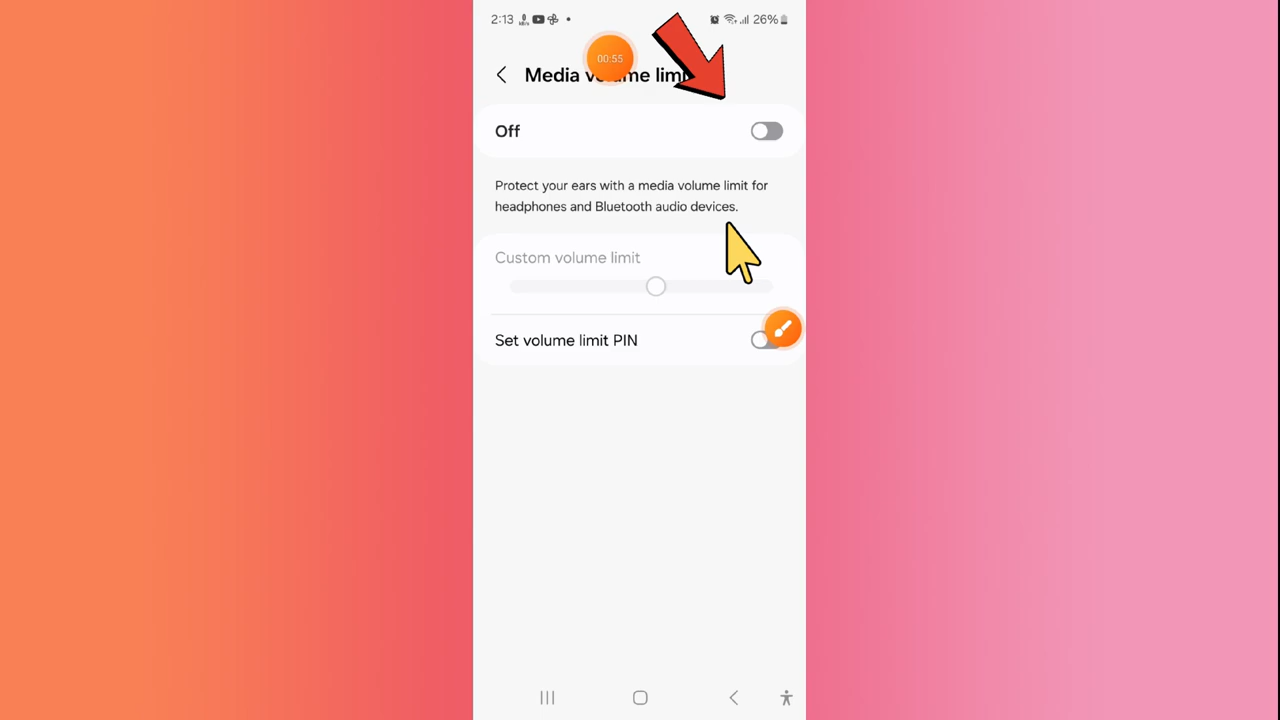 2:13 26%
00:55
Media volume limit
Off
Protect your ears with a media volume limit for
headphones and Bluetooth audio devices.
Custom volume limit
Set volume limit PIN